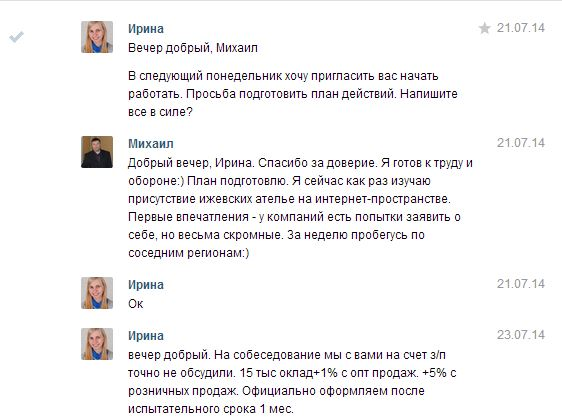 Ирина 21.07.14
Вечер добрый, Михаил
В следующий понедельник хочу пригласить вас начать
работать. Просьба подготовить план действий. Напишите
все в силе?
Михаил 21.07.14
Добрый вечер, Ирина. Спасибо за доверие. Я готов к труду и
обороне:) План подготовлю. Я сейчас как раз изучаю
присутствие ижевских ателье на интернет-пространстве.
Первые впечатления - у компаний есть попытки заявить о
себе, но весьма скромные. За неделю пробегусь по
соседним регионам:)
Ирина 21.07.14
Ок
Ирина 23.07.14
вечер добрый. На собеседование мы с вами на счет з/п
точно не обсудили. 15 тыс оклад+1% с опт продаж. +5% с
розничных продаж. Официально оформляем после
испытательного срока 1 мес.